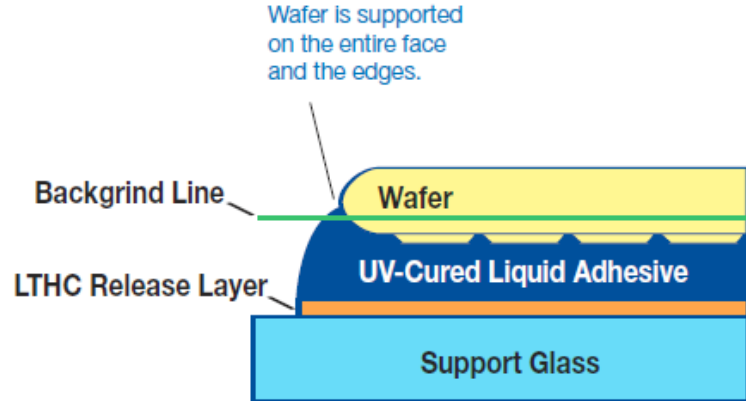 Wafer is supported
on the entire face
and the edges.
Backgrind Line
Wafer
LTHC Release Layer
UV-Cured Liquid Adhesive
Support Glass